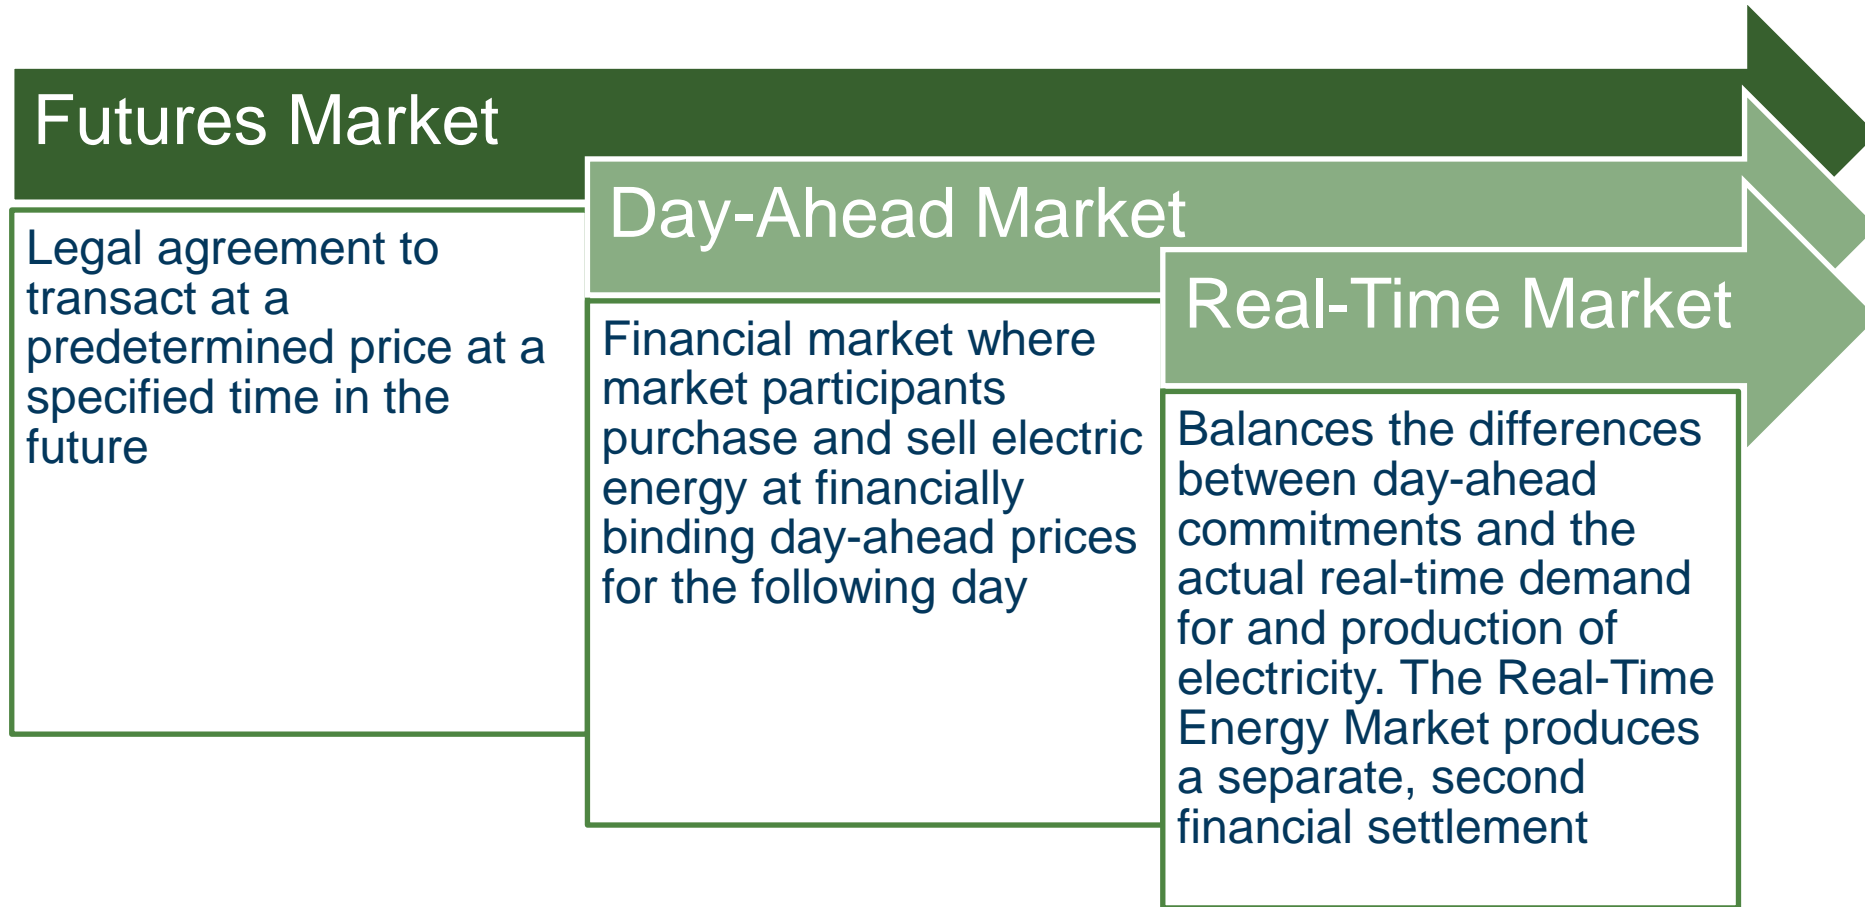 Futures Market
Legal agreement to
transact at a
predetermined price at a
specified time in the
future
Day-Ahead Market
Financial market where
market participants
purchase and sell electric
energy at financially
binding day-ahead prices
for the following day
Real-Time Market
Balances the differences
between day-ahead
commitments and the
actual real-time demand
for and production of
electricity. The Real-Time
Energy Market produces
a separate, second
financial settlement